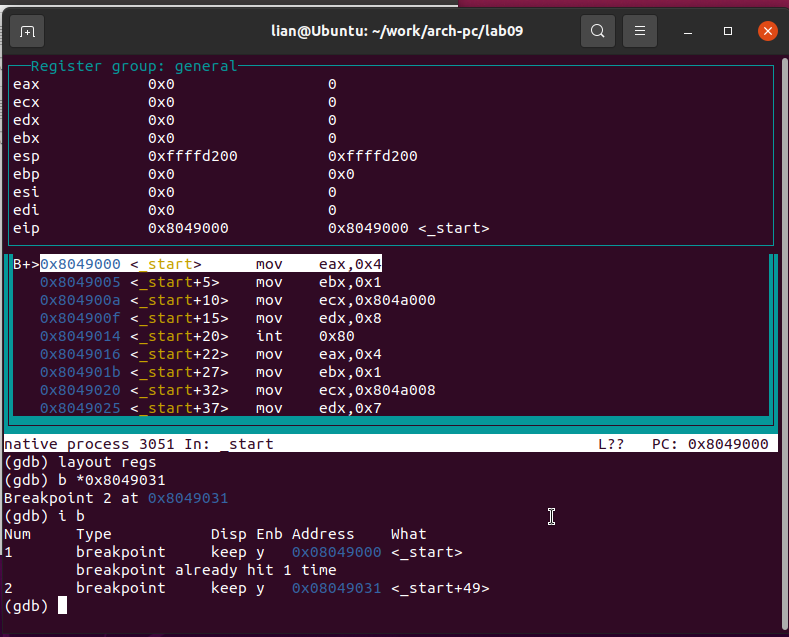 lian@Ubuntu: ~/work/arch-pc/lab09
Register group: general
eax 0x0 0
ecx 0x0 0
edx 0x0 0
ebx 0x0 0
esp 0xffffd200 0xffffd200
ebp 0x0 0x0
esi 0x0 0
edi 0x0 0
eip 0x8049000 0x8049000 <_start>
B+>0x8049000 <_start> mov eax,0x4
0x8049005 <_start+5> mov ebx,0x1
0x804900a <_start+10> mov ecx,0x804a000
0x804900f <_start+15> mov edx,0x8
0x8049014 <_start+20> int 0x80
0x8049016 <_start+22> mov eax,0x4
0x804901b <_start+27> mov ebx,0x1
0x8049020 <_start+32> mov ecx,0x804a008
0x8049025 <_start+37> mov edx,0x7
native process 3051 In: _start L?? PC: 0x8049000
(gdb) layout regs
(gdb) b *0x8049031
Breakpoint 2 at 0x8049031
(gdb) i b
Num Type Disp Enb Address What
1 breakpoint keep y 0x08049000 <_start>
breakpoint already hit 1 time
2 breakpoint keep y 0x08049031 <_start+49>
(gdb)